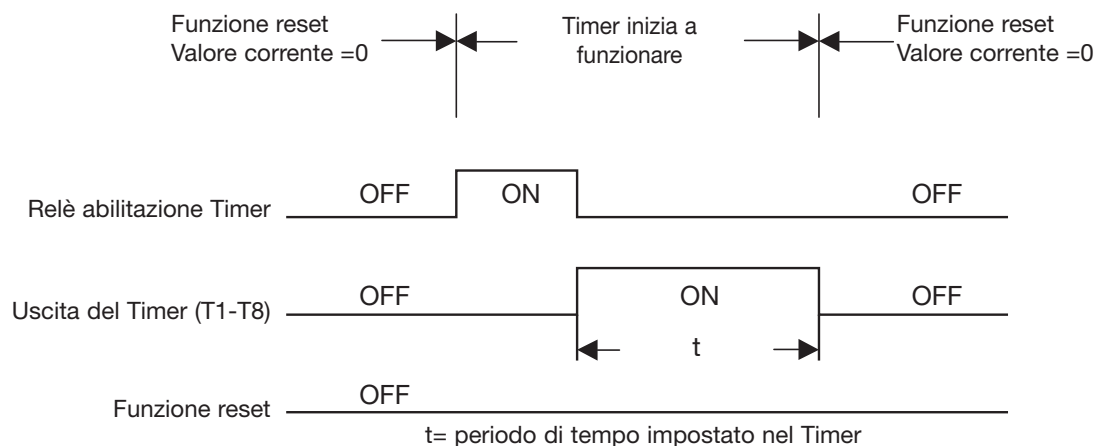 Funzione reset
Valore corrente =0
Timer inizia a
funzionare
Funzione reset
Valore corrente =0
Relè abilitazione Timer
OFF
ON
OFF
Uscita del Timer (T1-T8)
OFF
ON
OFF
t
Funzione reset
OFF
t= periodo di tempo impostato nel Timer